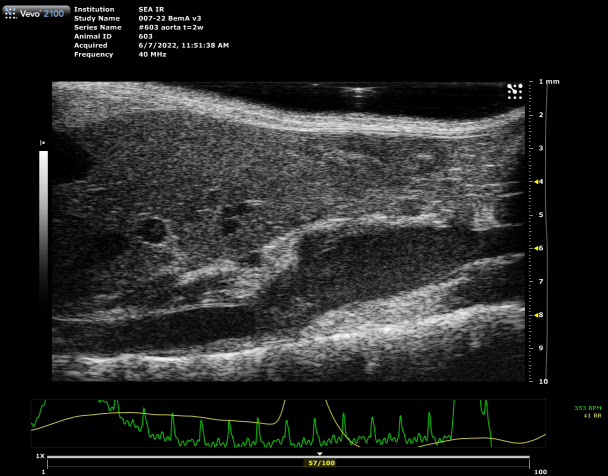 Vevo 2100
Institution SEA IR
Study Name 007-22 BemA v3
Series Name #603 aorta t=2w
Animal ID 603
Acquired 6/7/2022, 11:51:38 AM
Frequency 40 MHz
1 mm
2
3
4
5
6
7
8
9
10
353 BPM
41 RR
1X
57/100
1
100